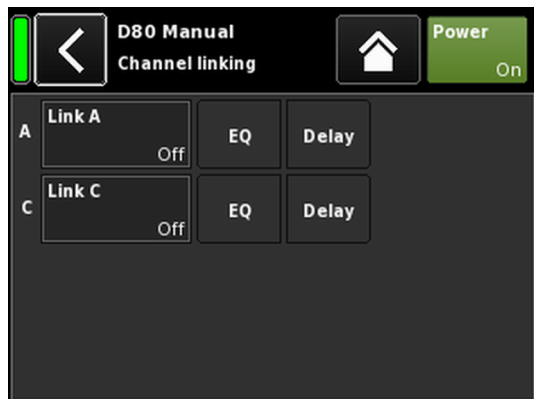 D80 Manual
Channel linking
Power
On
A
Link A
Off
EQ
Delay
C
Link C
Off
EQ
Delay